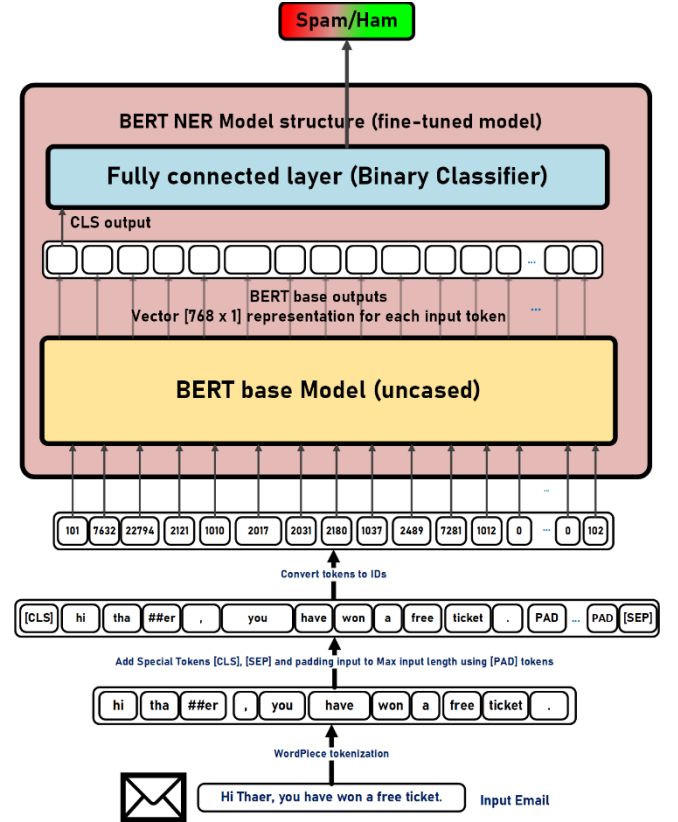 Spam/Ham
BERT NER Model structure (fine-tuned model)
Fully connected layer (Binary Classifier)
CLS output
...
BERT base outputs
Vector [768 x 1] representation for each input token
...
BERT base Model (uncased)
...
101 7632 22794 2121 1010 2017 2031 2180 1037 2489 7281 1012 0 ... 0 102
Convert tokens to IDs
[CLS] hi tha ##er , you have won a free ticket . PAD ... PAD [SEP]
Add Special Tokens [CLS], [SEP] and padding input to Max input length using [PAD] tokens
hi tha ##er , you have won a free ticket .
WordPiece tokenization
Hi Thaer, you have won a free ticket. Input Email